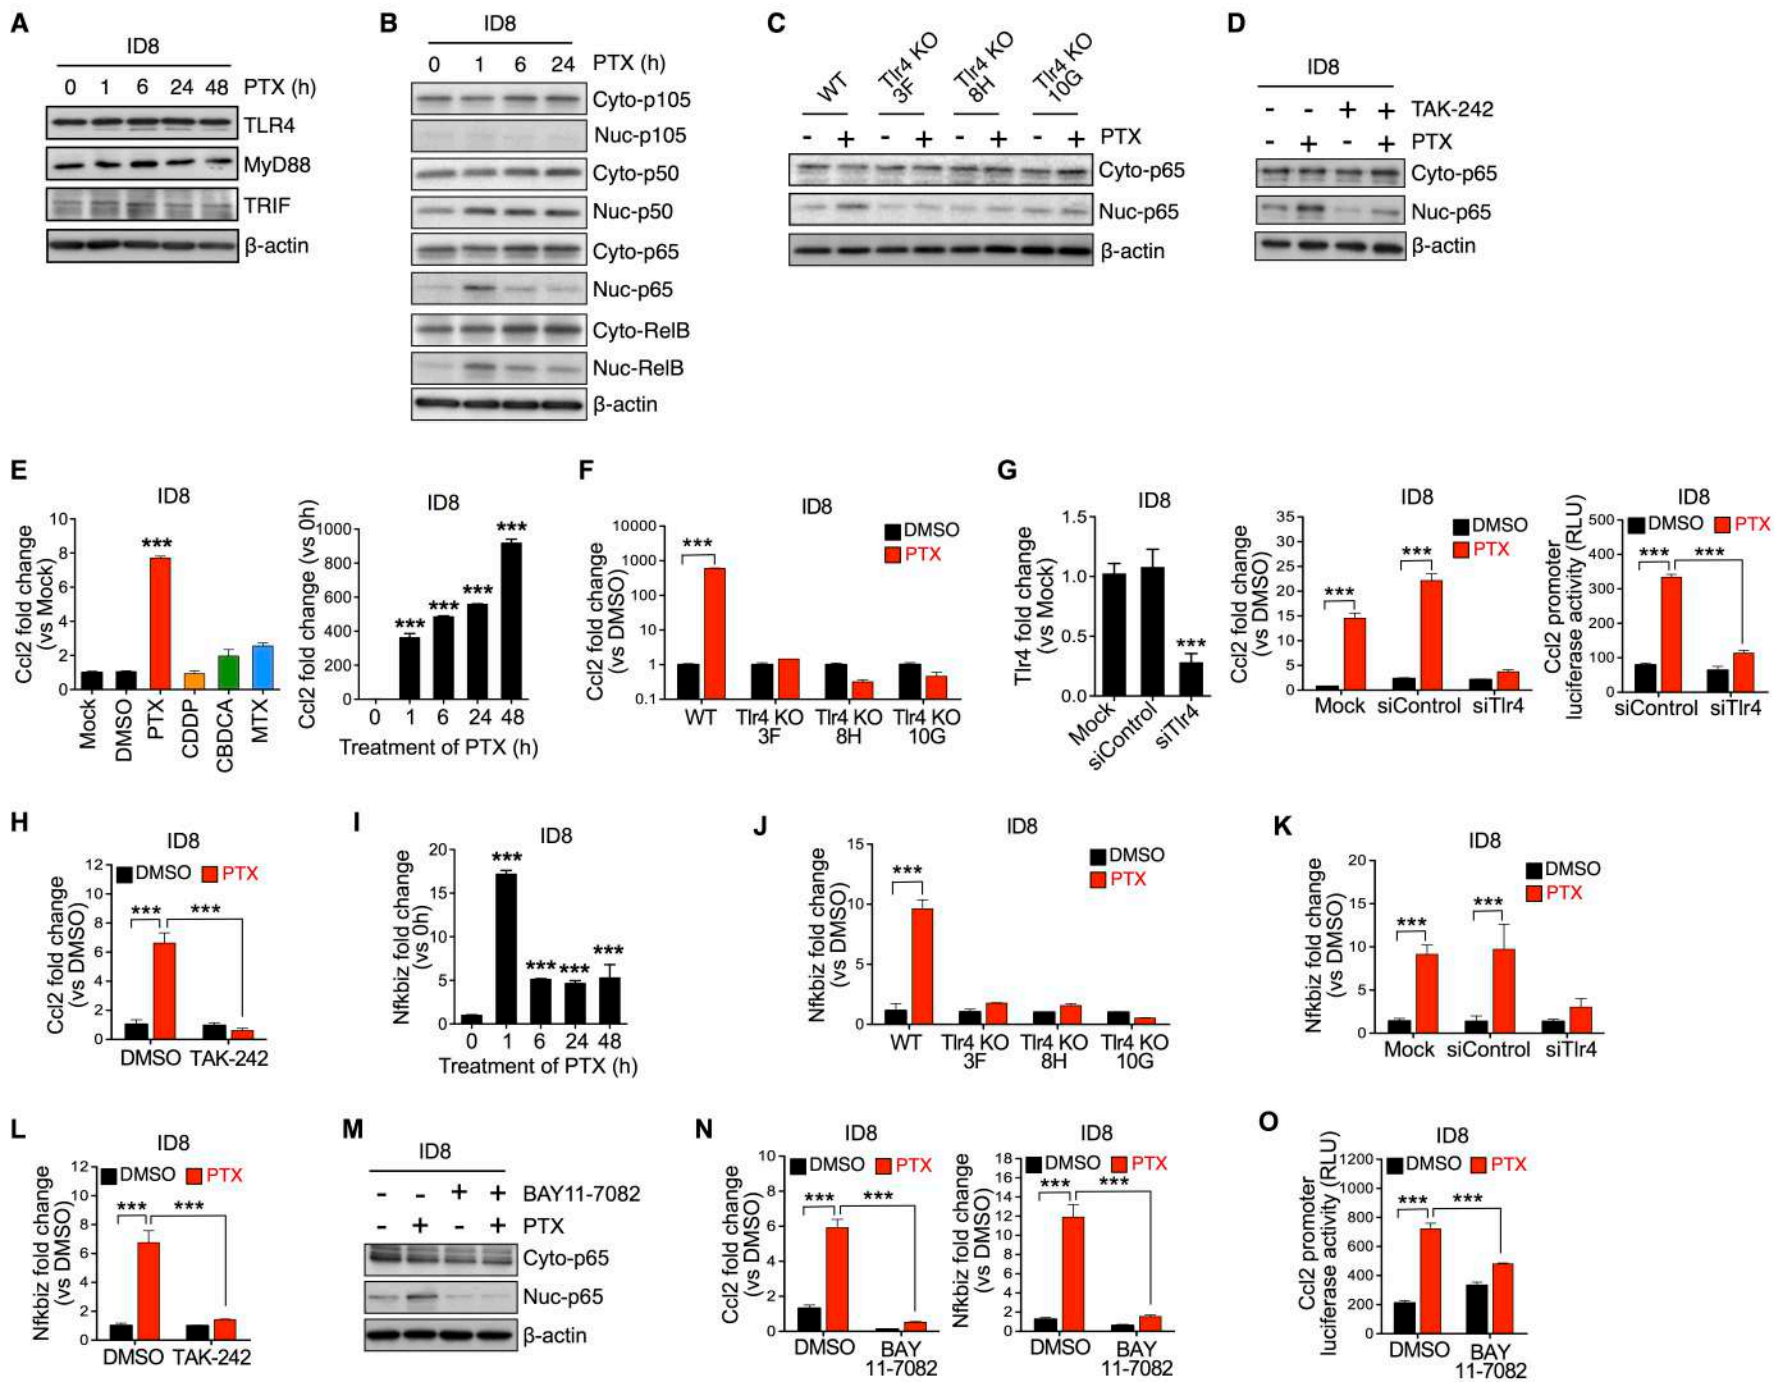 A
ID8
0 1 6 24 48 PTX (h)
TLR4
MyD88
TRIF
β-actin
B
ID8
0 1 6 24 PTX (h)
Cyto-p105
Nuc-p105
Cyto-p50
Nuc-p50
Cyto-p65
Nuc-p65
Cyto-RelB
Nuc-RelB
β-actin
C
WT
Tlr4 KO
3F
Tlr4 KO
8H
Tlr4 KO
10G
- + - + - + - + PTX
Cyto-p65
Nuc-p65
β-actin
D
ID8
- - + + TAK-242
- + - + PTX
Cyto-p65
Nuc-p65
β-actin
E
ID8
Ccl2 fold change
(vs Mock)
10
8
6
4
2
0
***
Mock
DMSO
PTX
CDDP
CBDCA
MTX
ID8
Ccl2 fold change (vs 0h)
1000
800
600
400
200
0
*** *** *** ***
0 1 6 24 48
Treatment of PTX (h)
F
ID8
Ccl2 fold change
(vs DMSO)
10000
1000
100
10
1
0.1
***
DMSO
PTX
WT Tlr4 KO Tlr4 KO Tlr4 KO
3F 8H 10G
G
ID8
Tlr4 fold change
(vs Mock)
1.5
1.0
0.5
0.0
***
Mock
siControl
siTlr4
ID8
Ccl2 fold change
(vs DMSO)
35
30
25
20
15
10
5
0
DMSO
PTX
*** ***
Mock siControl siTlr4
ID8
Ccl2 promoter
luciferase activity (RLU)
500
400
300
200
100
0
DMSO PTX
*** ***
siControl siTlr4
H
ID8
Ccl2 fold change
(vs DMSO)
12
10
8
6
4
2
0
DMSO PTX
*** ***
DMSO TAK-242
I
ID8
Nfkbiz fold change
(vs 0h)
20
15
10
5
0
*** *** *** ***
0 1 6 24 48
Treatment of PTX (h)
J
ID8
Nfkbiz fold change
(vs DMSO)
15
10
5
0
***
DMSO
PTX
WT Tlr4 KO Tlr4 KO Tlr4 KO
3F 8H 10G
K
ID8
Nfkbiz fold change
(vs DMSO)
20
15
10
5
0
DMSO
PTX
*** ***
Mock siControl siTlr4
L
ID8
Nfkbiz fold change
(vs DMSO)
12
10
8
6
4
2
0
DMSO PTX
*** ***
DMSO TAK-242
M
ID8
- - + + BAY11-7082
- + - + PTX
Cyto-p65
Nuc-p65
β-actin
N
ID8
Ccl2 fold change
(vs DMSO)
10
8
6
4
2
0
DMSO PTX
*** ***
DMSO BAY
11-7082
ID8
Nfkbiz fold change
(vs DMSO)
18
16
14
12
10
8
6
4
2
0
DMSO PTX
*** ***
DMSO BAY
11-7082
O
ID8
Ccl2 promoter
luciferase activity (RLU)
1200
1000
800
600
400
200
0
DMSO PTX
*** ***
DMSO BAY
11-7082